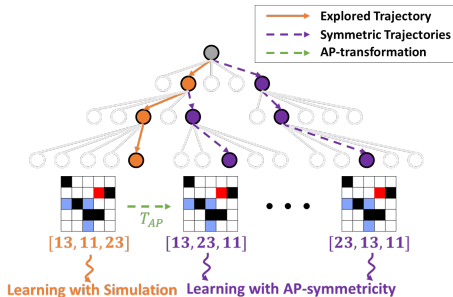 Explored Trajectory
Symmetric Trajectories
AP-transformation
T_AP
[13, 11, 23]
[13, 23, 11]
[23, 13, 11]
Learning with Simulation
Learning with AP-symmetricity